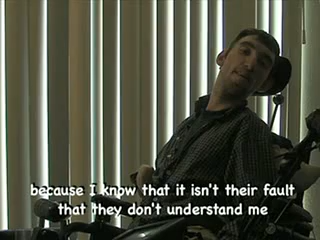 because I know that it isn't their fault
that they don't understand me